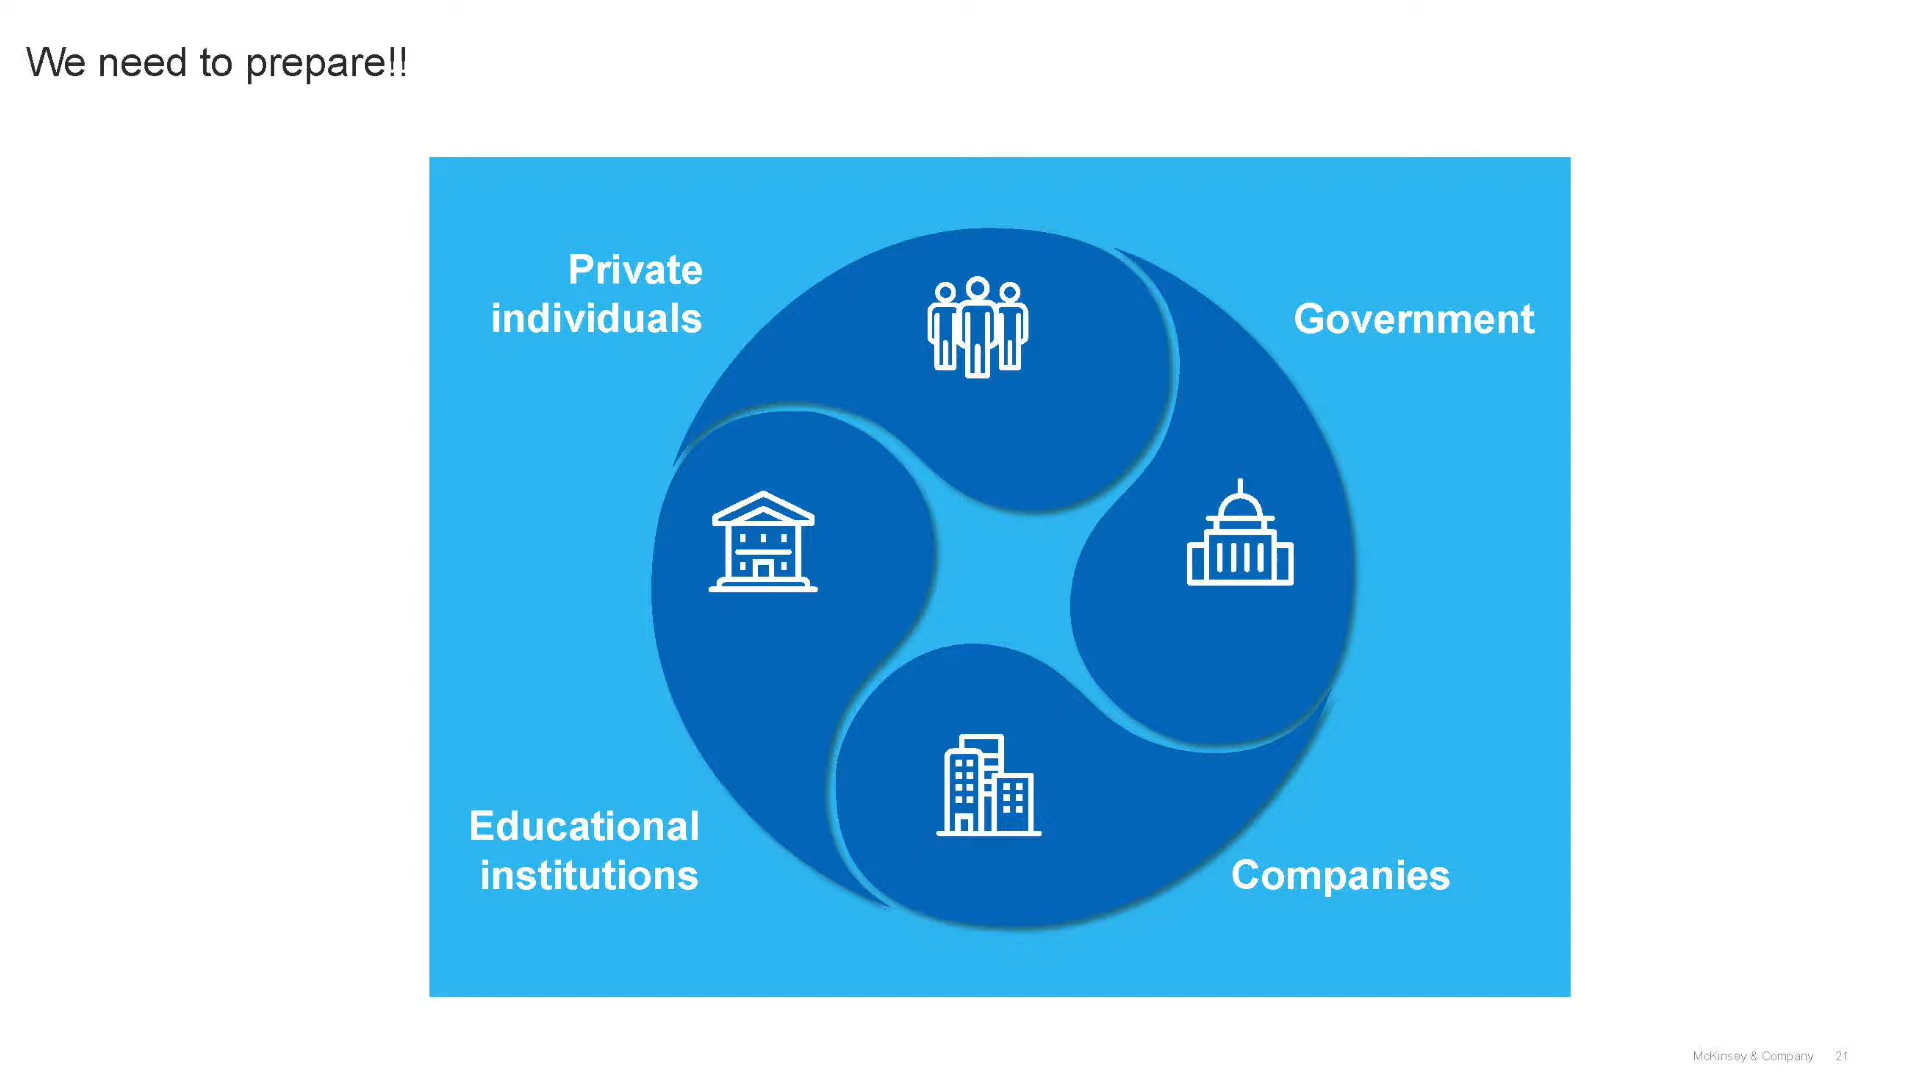 We need to prepare!!
Private
individuals
Government
Educational
institutions
Companies
McKinsey & Company 21